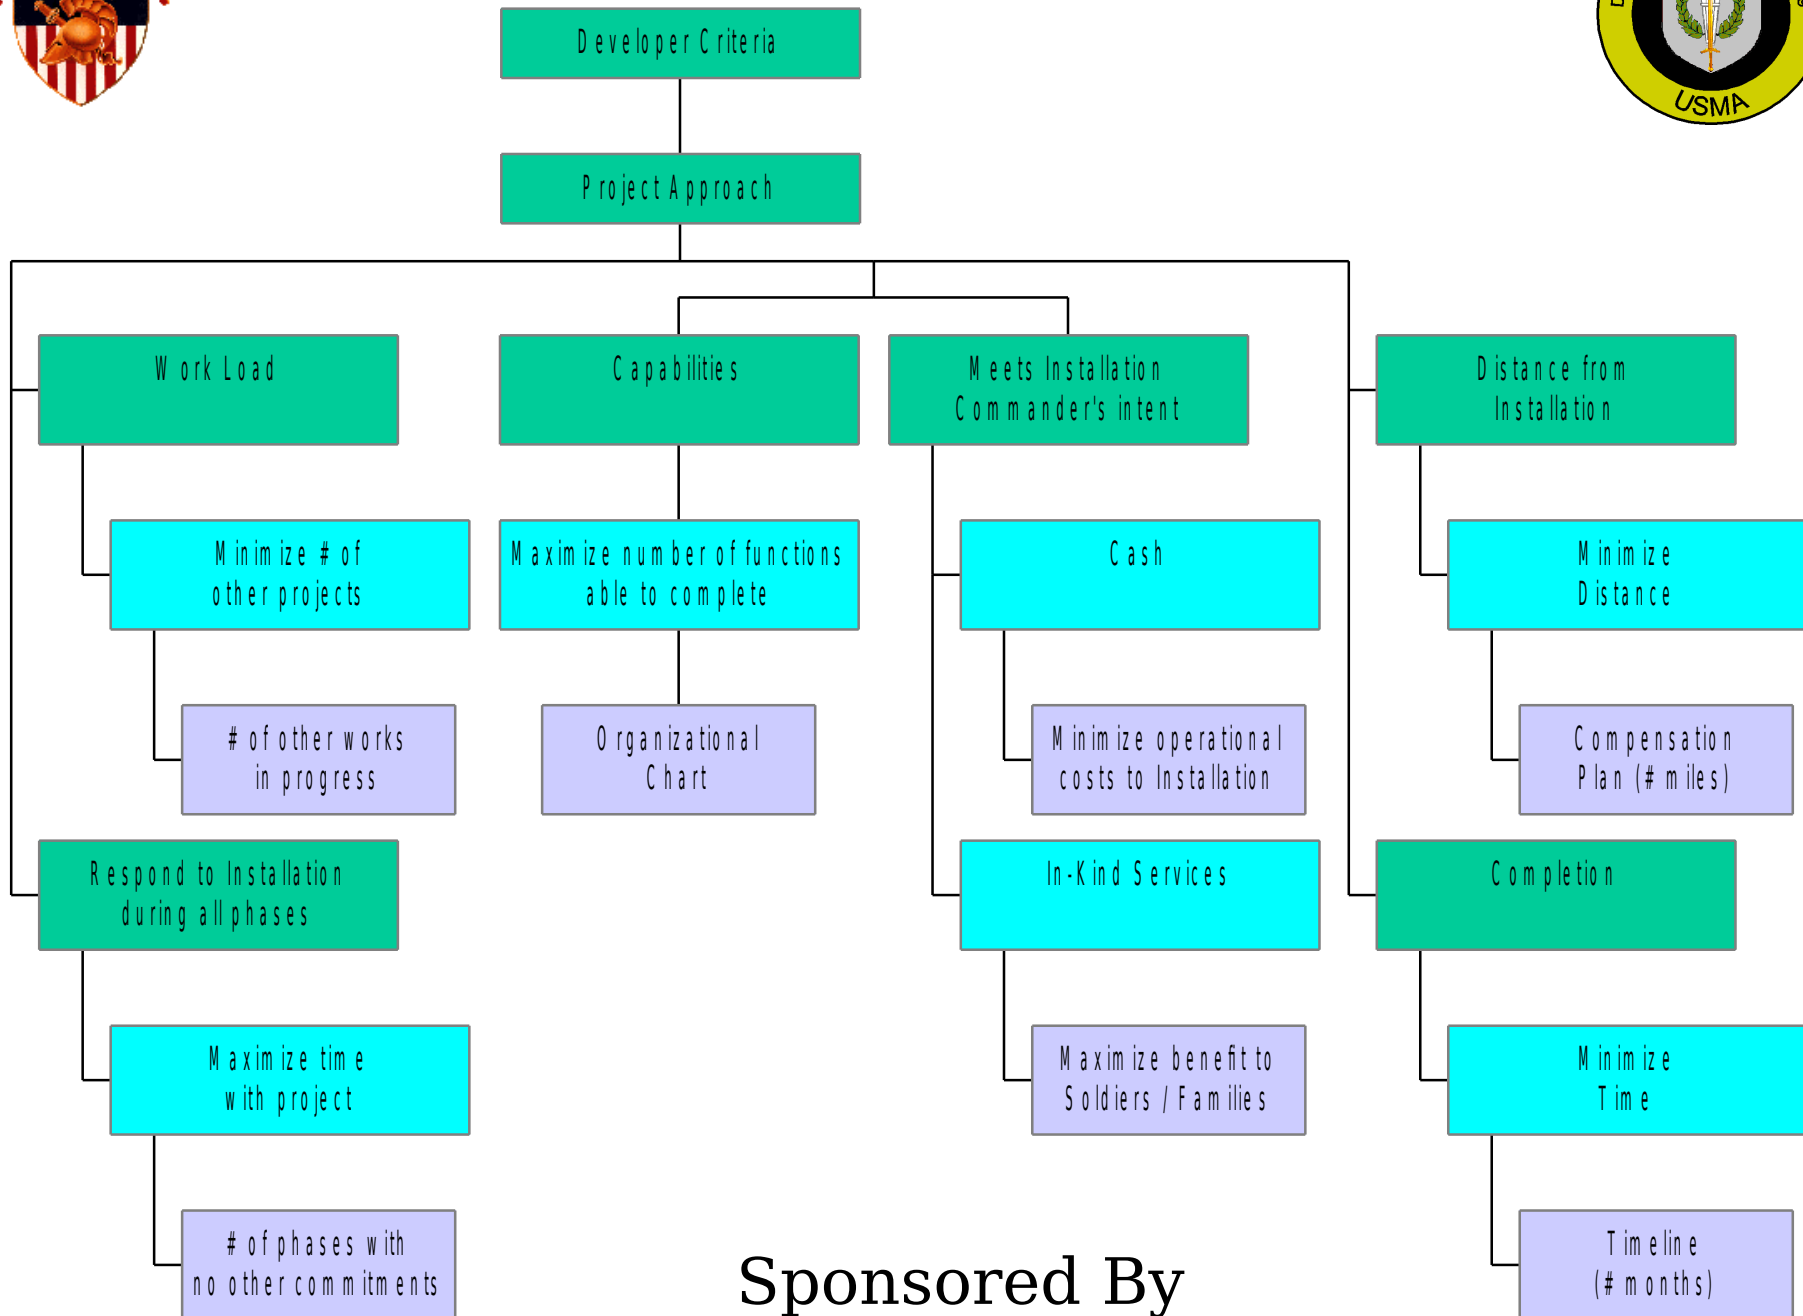 Developer Criteria
USMA
Project Approach
Work Load
Capabilities
Meets Installation
Commander's intent
Distance from
Installation
Minimize # of
other projects
Maximize number of functions
able to complete
Cash
Minimize
Distance
# of other works
in progress
Organizational
Chart
Minimize operational
costs to Installation
Compensation
Plan (# miles)
Respond to Installation
during all phases
In-Kind Services
Completion
Maximize time
with project
Maximize benefit to
Soldiers / Families
Minimize
Time
# of phases with
no other commitments
Timeline
(# months)
Sponsored By